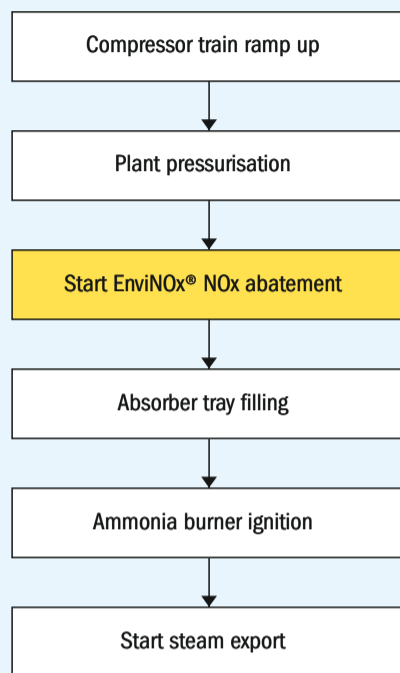 Compressor train ramp up
Plant pressurisation
Start EnviNOx® NOx abatement
Absorber tray filling
Ammonia burner ignition
Start steam export